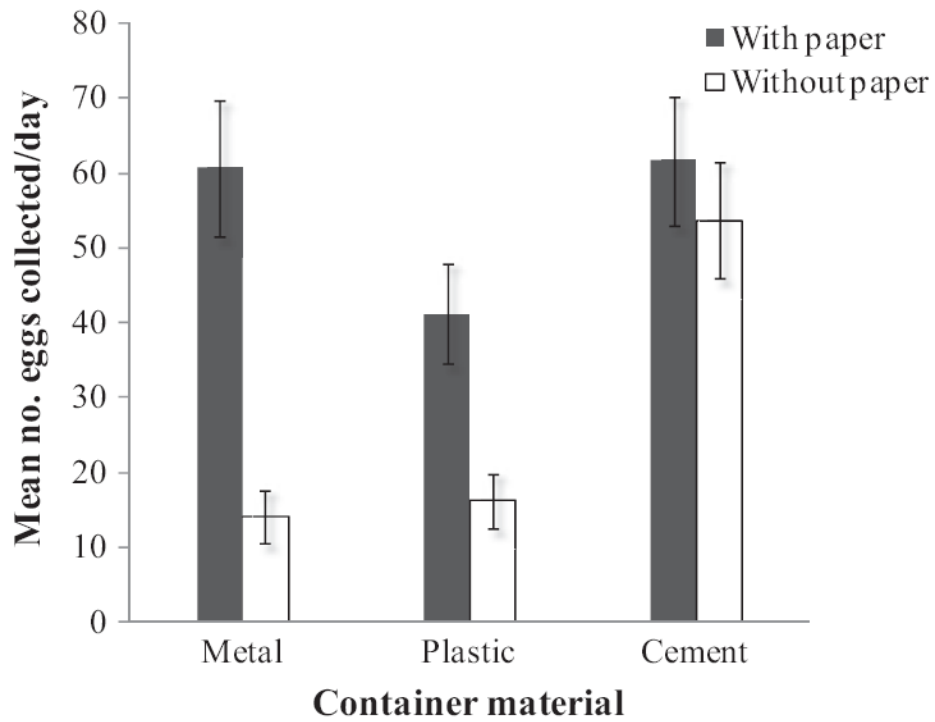 80
70
60
50
40
30
20
10
0
Mean no. eggs collected/day
With paper
Without paper
Metal Plastic Cement
Container material